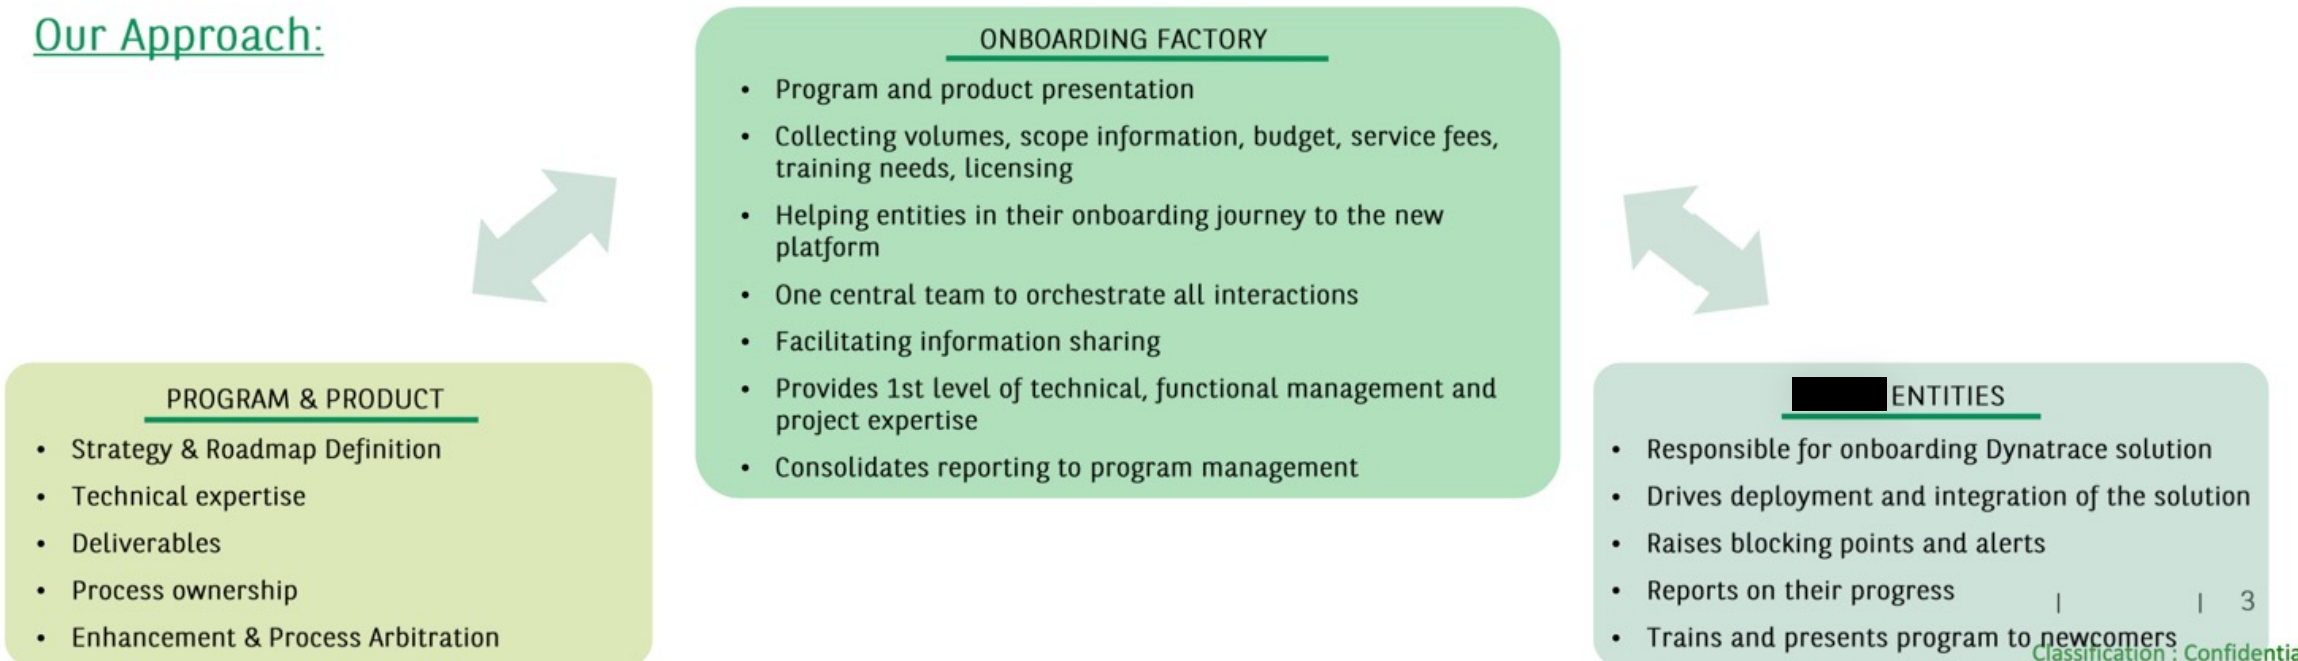 Our Approach:
ONBOARDING FACTORY
• Program and product presentation
• Collecting volumes, scope information, budget, service fees,
training needs, licensing
• Helping entities in their onboarding journey to the new
platform
• One central team to orchestrate all interactions
• Facilitating information sharing
• Provides 1st level of technical, functional management and
project expertise
• Consolidates reporting to program management
PROGRAM & PRODUCT
• Strategy & Roadmap Definition
• Technical expertise
• Deliverables
• Process ownership
• Enhancement & Process Arbitration
ENTITIES
• Responsible for onboarding Dynatrace solution
• Drives deployment and integration of the solution
• Raises blocking points and alerts
• Reports on their progress
• Trains and presents program to newcomers
| | 3
Classification : Confidentia